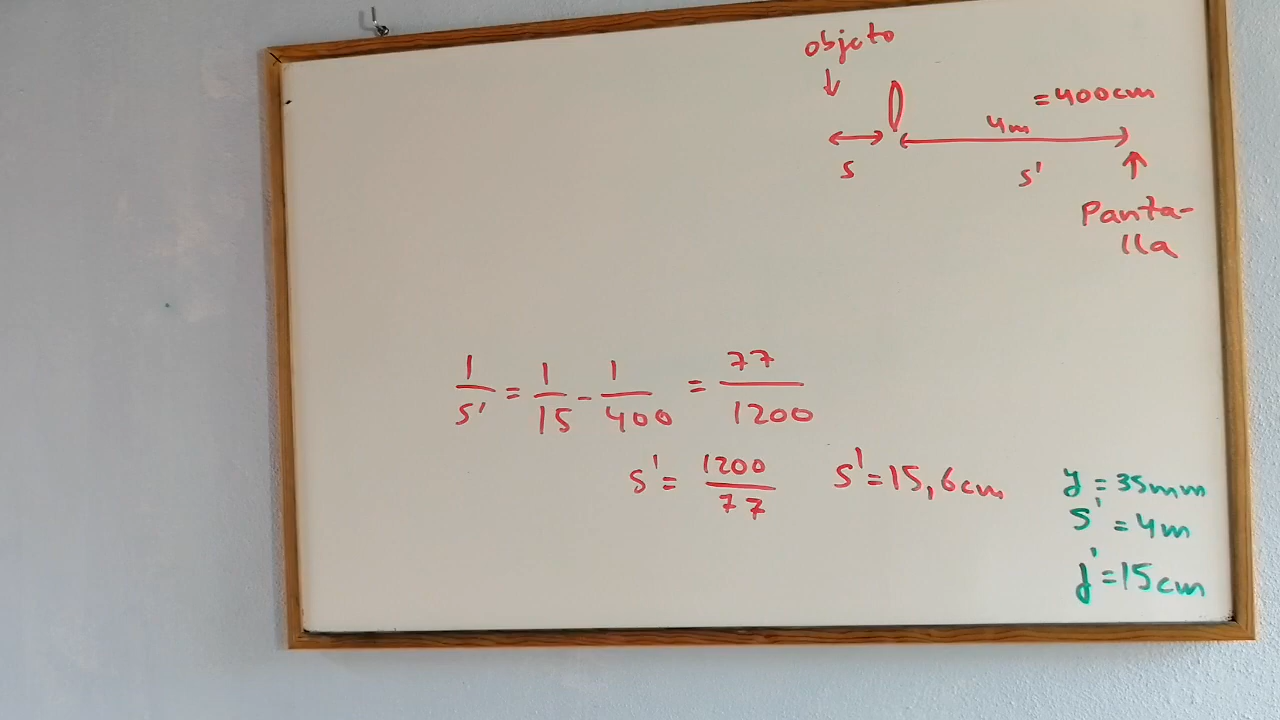 objeto
↓
=400cm
4m
s
s'
↑
Panta-
lla
1/s' = 1/15 - 1/400 = 77/1200
s' = 1200/77 s'=15,6cm
y = 35mm
s' = 4m
y' = 15cm